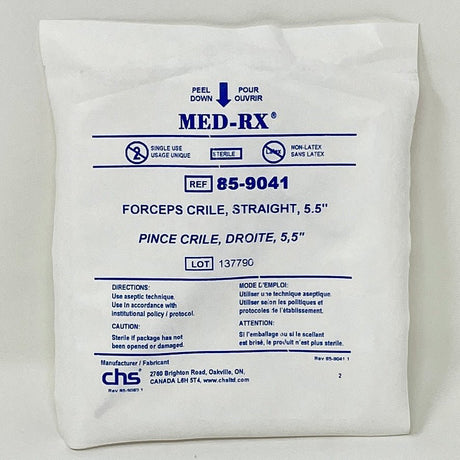 PEEL DOWN POUR OUVRIR
MED-RX®
2 SINGLE USE USAGE UNIQUE STERILE LATEX NON-LATEX SANS LATEX
REF 85-9041
FORCEPS CRILE, STRAIGHT, 5.5"
PINCE CRILE, DROITE, 5,5"
LOT 137790
DIRECTIONS:
Use aseptic technique.
Use in accordance with
institutional policy / protocol.
CAUTION:
Sterile if package has not
been opened or damaged.
MODE D'EMPLOI:
Utiliser une technique aseptique.
Utiliser selon les politiques et
protocoles de l'établissement.
ATTENTION:
Si l'emballage ou si le scellant
est brisé, le produit n'est plus sterile.
Manufacturer / Fabricant
chs
2760 Brighton Road, Oakville, ON,
CANADA L6H 5T4, www.chsltd.com
Rev 85-9041 1
2